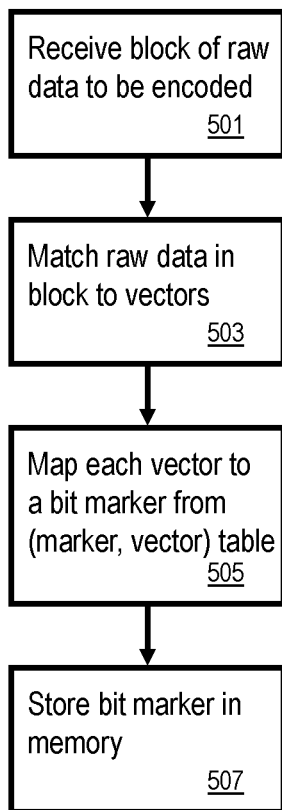 Receive block of raw
data to be encoded
501
Match raw data in
block to vectors
503
Map each vector to
a bit marker from
(marker, vector) table
505
Store bit marker in
memory
507